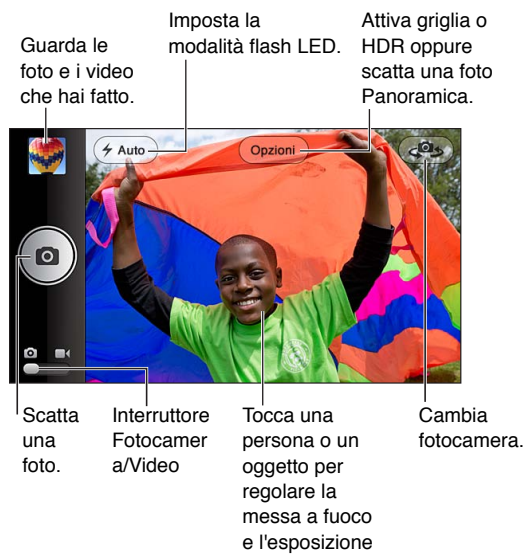 Imposta la
modalità flash LED.
Attiva griglia o
HDR oppure
scatta una foto
Panoramica.
Guarda le
foto e i video
che hai fatto.
Auto
Opzioni
Scatta
una
foto.
Interruttore
Fotocamer
a/Video
Tocca una
persona o un
oggetto per
regolare la
messa a fuoco
e l'esposizione
Cambia
fotocamera.